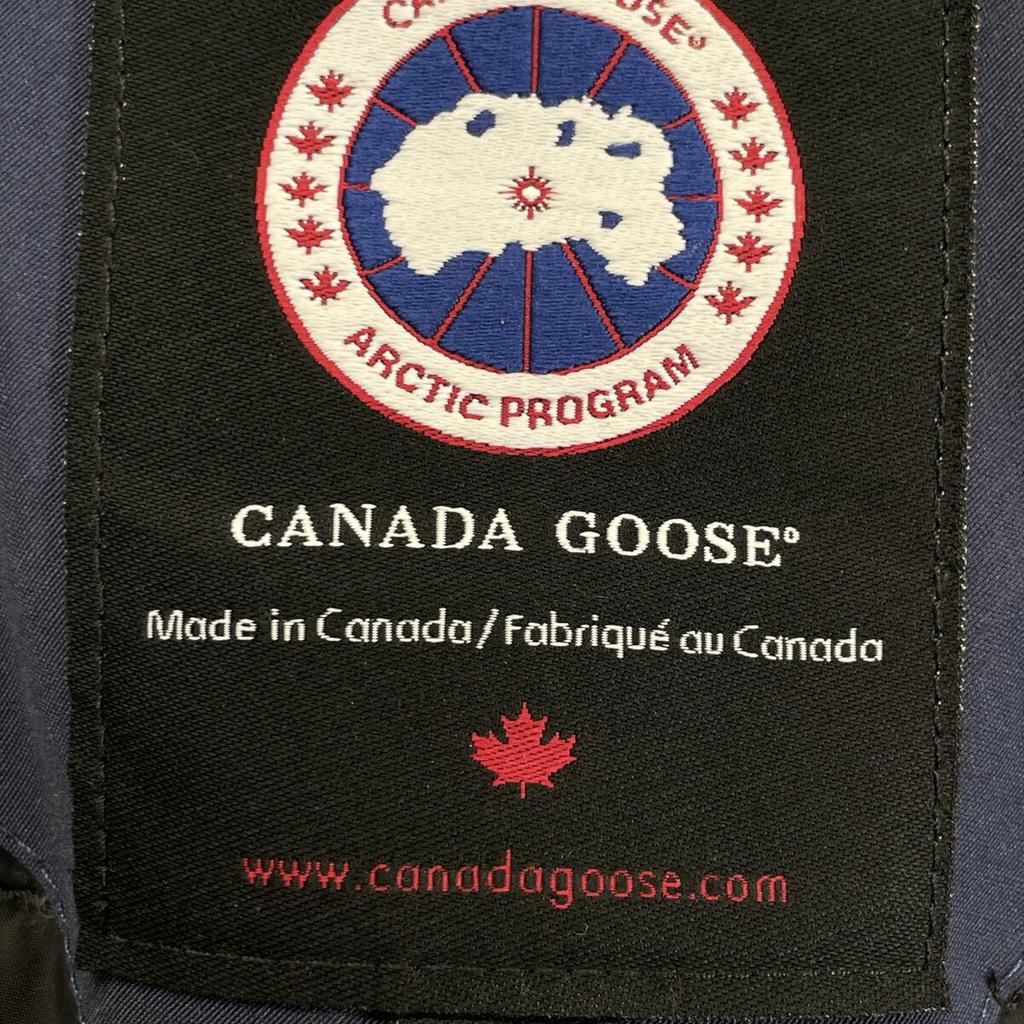 ARCTIC PROGRAM
CANADA GOOSE®
Made in Canada/Fabriqué au Canada
www.canadagoose.com